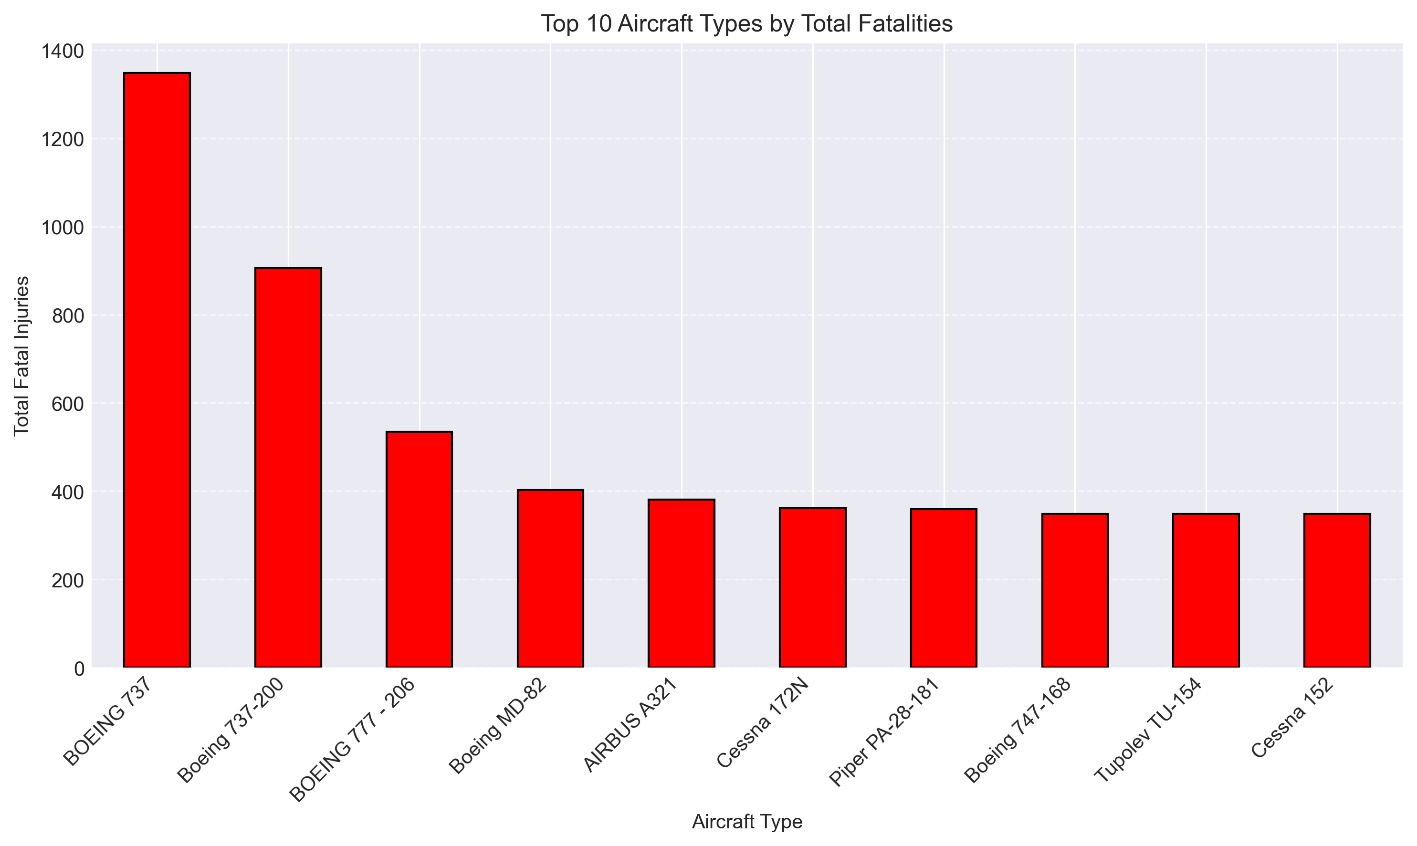 Top 10 Aircraft Types by Total Fatalities
1400
1200
1000
800
600
400
200
0
Total Fatal Injuries
BOEING 737
Boeing 737-200
BOEING 777 - 206
Boeing MD-82
AIRBUS A321
Cessna 172N
Piper PA-28-181
Boeing 747-168
Tupolev TU-154
Cessna 152
Aircraft Type